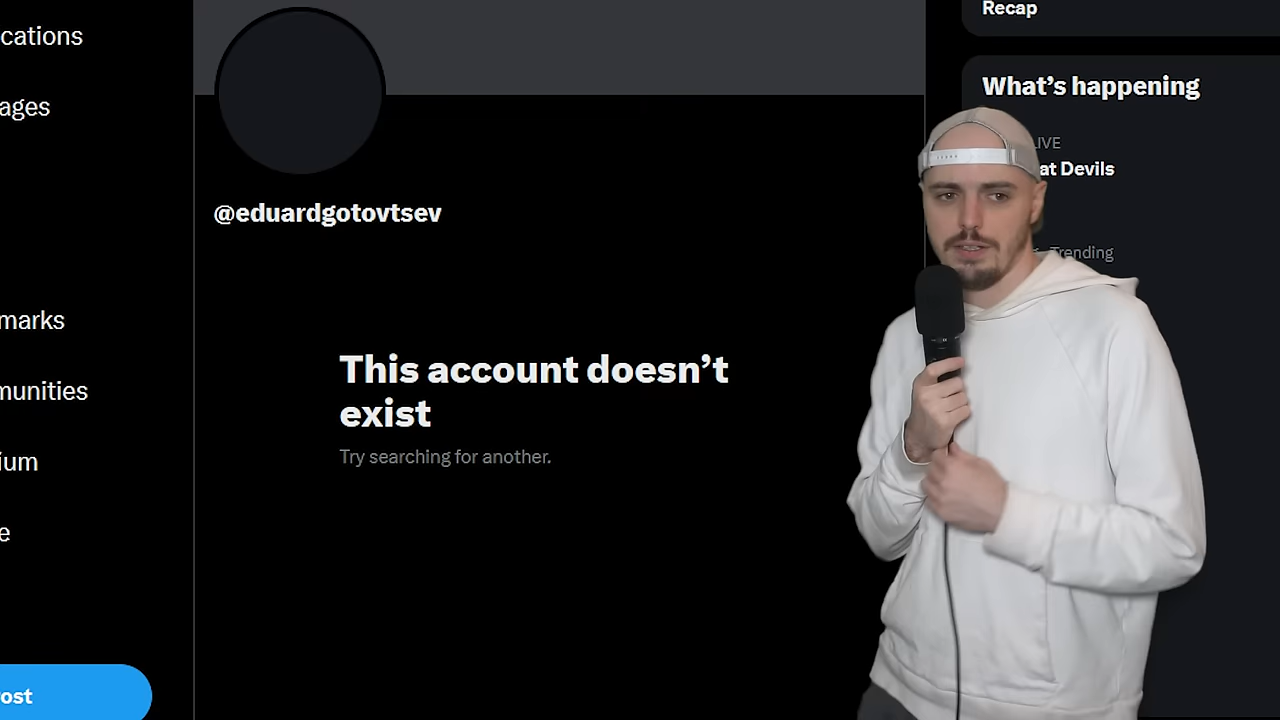 cations
ages
marks
munities
ium
e
ost
@eduardgotovtsev
This account doesn’t
exist
Try searching for another.
Recap
What’s happening
IVE
at Devils
Trending